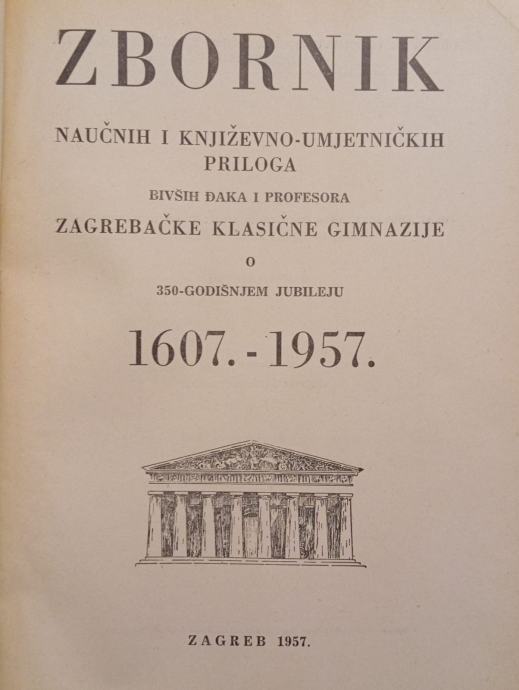 ZBORNIK
NAUČNIH I KNJIŽEVNO-UMJETNIČKIH
PRILOGA
BIVŠIH ĐAKA I PROFESORA
ZAGREBAČKE KLASIČNE GIMNAZIJE
O
350-GODIŠNJEM JUBILEJU
1607. - 1957.
ZAGREB 1957.